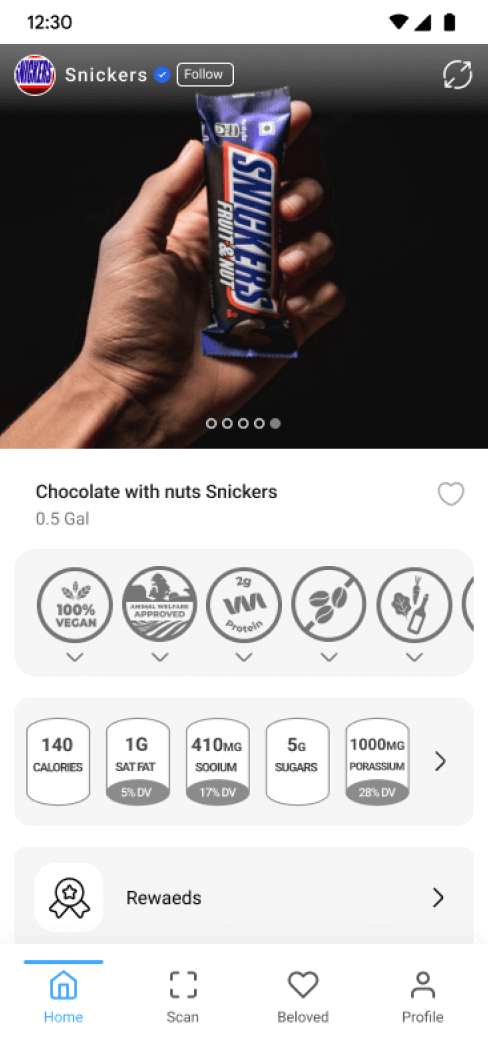 12:30
SNICKERS
Snickers
Follow
SNICKERS
FRUIT & NUT
Chocolate with nuts Snickers
0.5 Gal
100%
VEGAN
ANIMAL WELFARE
APPROVED
2g
Protein
140
CALORIES
1G
SAT FAT
5% DV
410MG
SOOIUM
17% DV
5G
SUGARS
1000MG
PORASSIUM
28% DV
Rewaeds
Home
Scan
Beloved
Profile